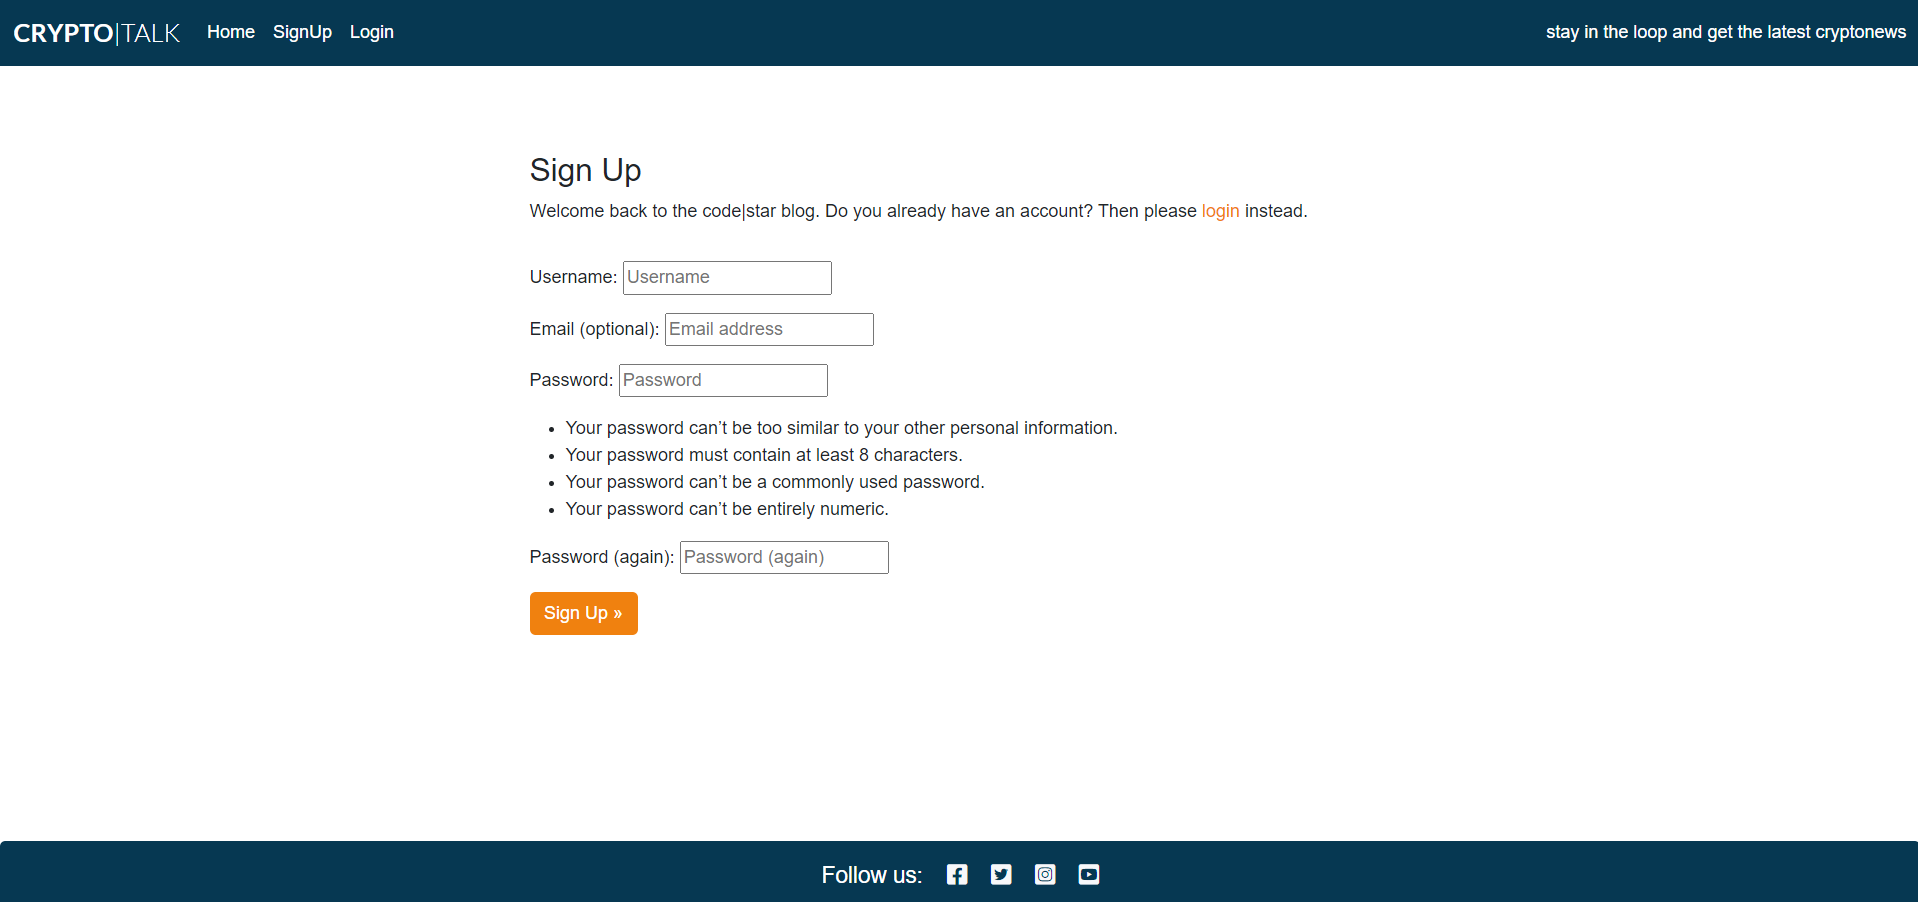 CRYPTO|TALK Home SignUp Login stay in the loop and get the latest cryptonews
Sign Up
Welcome back to the code|star blog. Do you already have an account? Then please login instead.
Username: Username
Email (optional): Email address
Password: Password
• Your password can’t be too similar to your other personal information.
• Your password must contain at least 8 characters.
• Your password can’t be a commonly used password.
• Your password can’t be entirely numeric.
Password (again): Password (again)
Sign Up »
Follow us: